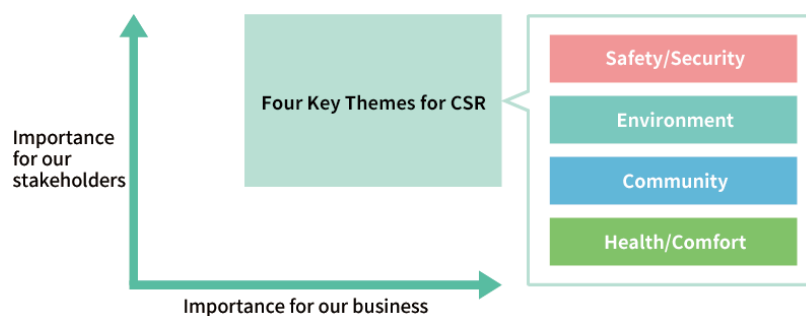 Importance
for our
stakeholders
Four Key Themes for CSR
Safety/Security
Environment
Community
Health/Comfort
Importance for our business